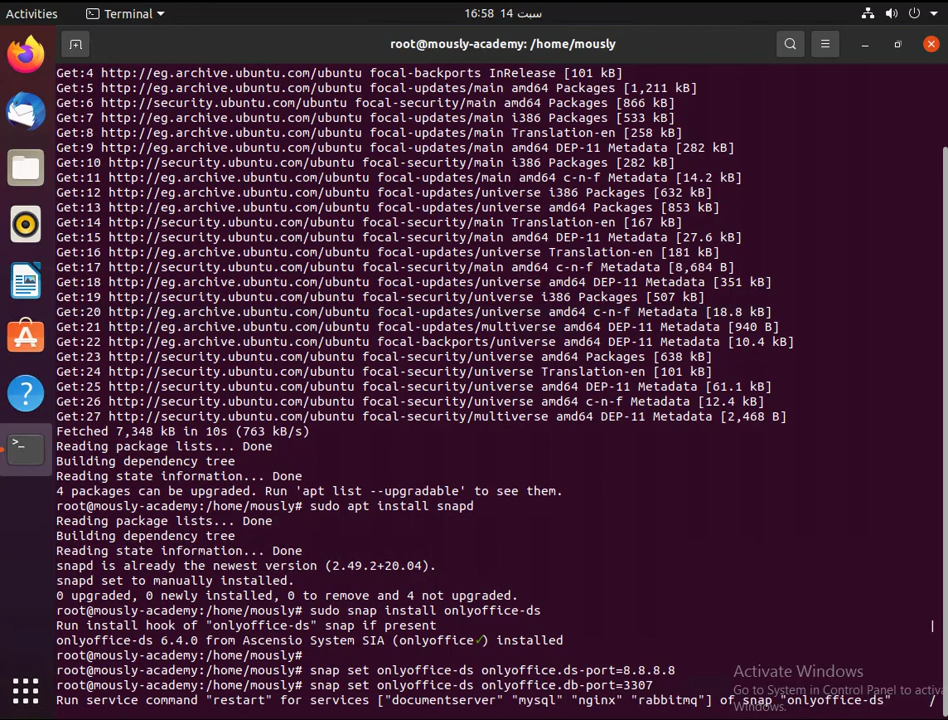 Activities
Terminal
سبت 14 16:58
root@mously-academy: /home/mously
Get:4 http://eg.archive.ubuntu.com/ubuntu focal-backports InRelease [101 kB]
Get:5 http://eg.archive.ubuntu.com/ubuntu focal-updates/main amd64 Packages [1,211 kB]
Get:6 http://security.ubuntu.com/ubuntu focal-security/main amd64 Packages [866 kB]
Get:7 http://eg.archive.ubuntu.com/ubuntu focal-updates/main i386 Packages [533 kB]
Get:8 http://eg.archive.ubuntu.com/ubuntu focal-updates/main Translation-en [258 kB]
Get:9 http://eg.archive.ubuntu.com/ubuntu focal-updates/main amd64 DEP-11 Metadata [282 kB]
Get:10 http://security.ubuntu.com/ubuntu focal-security/main i386 Packages [282 kB]
Get:11 http://eg.archive.ubuntu.com/ubuntu focal-updates/main amd64 c-n-f Metadata [14.2 kB]
Get:12 http://eg.archive.ubuntu.com/ubuntu focal-updates/universe i386 Packages [632 kB]
Get:13 http://eg.archive.ubuntu.com/ubuntu focal-updates/universe amd64 Packages [853 kB]
Get:14 http://security.ubuntu.com/ubuntu focal-security/main Translation-en [167 kB]
Get:15 http://security.ubuntu.com/ubuntu focal-security/main amd64 DEP-11 Metadata [27.6 kB]
Get:16 http://eg.archive.ubuntu.com/ubuntu focal-updates/universe Translation-en [181 kB]
Get:17 http://security.ubuntu.com/ubuntu focal-security/main amd64 c-n-f Metadata [8,684 B]
Get:18 http://eg.archive.ubuntu.com/ubuntu focal-updates/universe amd64 DEP-11 Metadata [351 kB]
Get:19 http://security.ubuntu.com/ubuntu focal-security/universe i386 Packages [507 kB]
Get:20 http://eg.archive.ubuntu.com/ubuntu focal-updates/universe amd64 c-n-f Metadata [18.8 kB]
Get:21 http://eg.archive.ubuntu.com/ubuntu focal-updates/multiverse amd64 DEP-11 Metadata [940 B]
Get:22 http://eg.archive.ubuntu.com/ubuntu focal-backports/universe amd64 DEP-11 Metadata [10.4 kB]
Get:23 http://security.ubuntu.com/ubuntu focal-security/universe amd64 Packages [638 kB]
Get:24 http://security.ubuntu.com/ubuntu focal-security/universe Translation-en [101 kB]
Get:25 http://security.ubuntu.com/ubuntu focal-security/universe amd64 DEP-11 Metadata [61.1 kB]
Get:26 http://security.ubuntu.com/ubuntu focal-security/universe amd64 c-n-f Metadata [12.4 kB]
Get:27 http://security.ubuntu.com/ubuntu focal-security/multiverse amd64 DEP-11 Metadata [2,468 B]
Fetched 7,348 kB in 10s (763 kB/s)
Reading package lists... Done
Building dependency tree
Reading state information... Done
4 packages can be upgraded. Run 'apt list --upgradable' to see them.
root@mously-academy:/home/mously# sudo apt install snapd
Reading package lists... Done
Building dependency tree
Reading state information... Done
snapd is already the newest version (2.49.2+20.04).
snapd set to manually installed.
0 upgraded, 0 newly installed, 0 to remove and 4 not upgraded.
root@mously-academy:/home/mously# sudo snap install onlyoffice-ds
Run install hook of "onlyoffice-ds" snap if present |
onlyoffice-ds 6.4.0 from Ascensio System SIA (onlyoffice✓) installed
root@mously-academy:/home/mously#
root@mously-academy:/home/mously# snap set onlyoffice-ds onlyoffice.ds-port=8.8.8.8
root@mously-academy:/home/mously# snap set onlyoffice-ds onlyoffice.db-port=3307
Run service command "restart" for services ["documentserver" "mysql" "nginx" "rabbitmq"] of snap "onlyoffice-ds" /
Activate Windows
Go to System in Control Panel to activa
Windows.